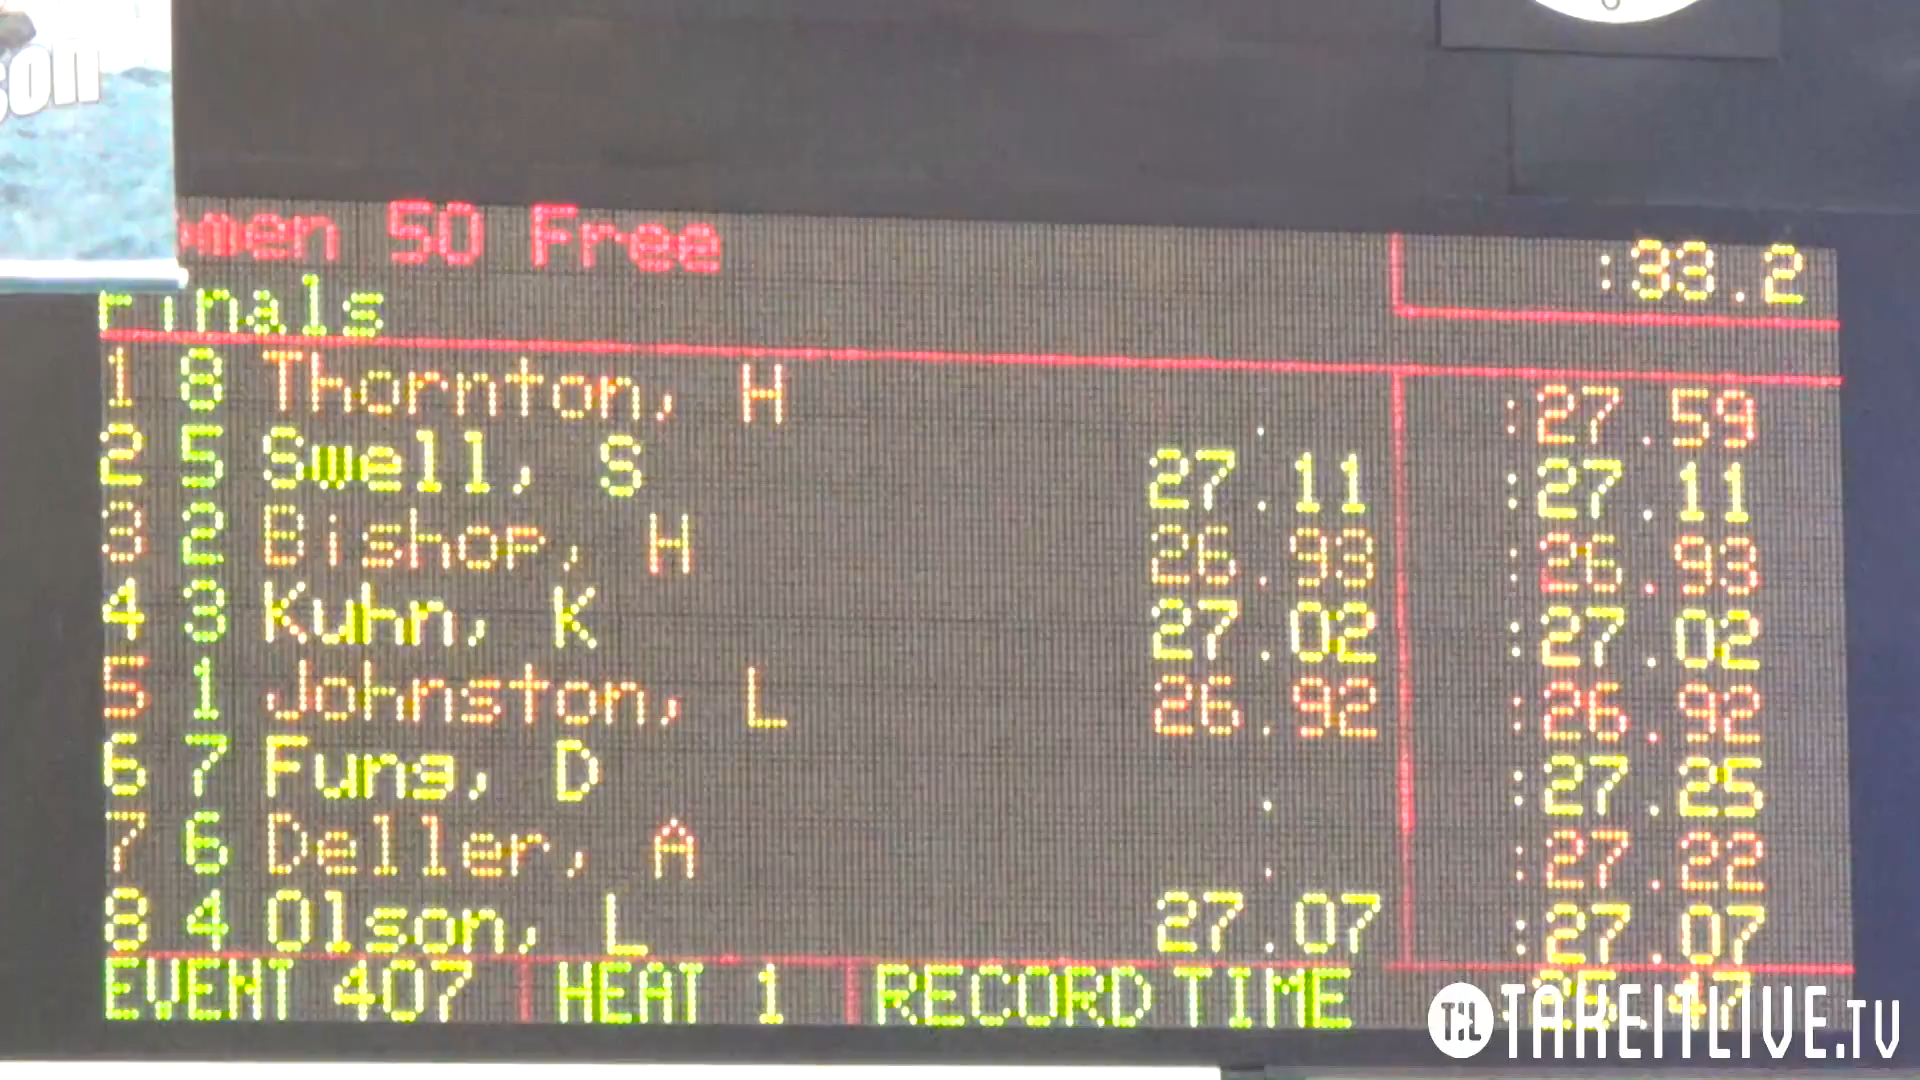 son
omen 50 Free :33.2
Finals
1 8 Thornton, H . :27.59
2 5 Swell, S 27.11 :27.11
3 2 Bishop, H 26.93 :26.93
4 3 Kuhn, K 27.02 :27.02
5 1 Johnston, L 26.92 :26.92
6 7 Fung, D . :27.25
7 6 Deller, A . :27.22
8 4 Olson, L 27.07 :27.07
EVENT 407 HEAT 1 RECORD TIME
TIL TAKEITLIVE.TV